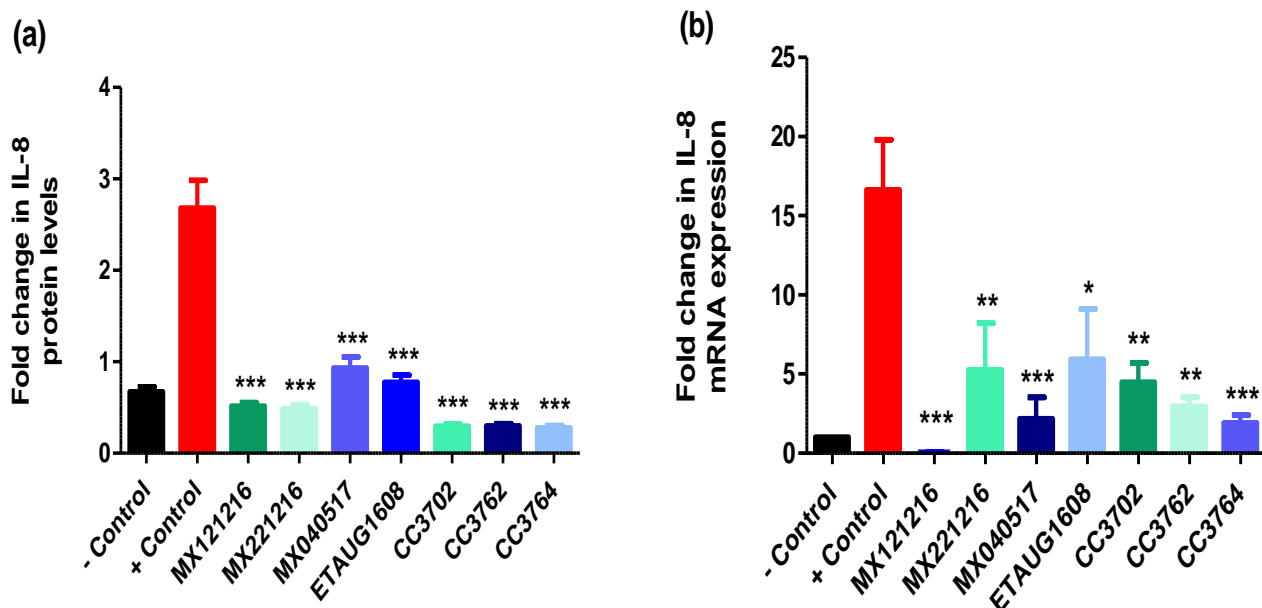 (a)
Fold change in IL-8
protein levels
4
3
2
1
0
***
***
***
***
***
***
***
- Control
+ Control
MX121216
MX221216
MX040517
ETAUG1608
CC3702
CC3762
CC3764
(b)
Fold change in IL-8
mRNA expression
25
20
15
10
5
0
***
**
***
*
**
**
***
- Control
+ Control
MX121216
MX221216
MX040517
ETAUG1608
CC3702
CC3762
CC3764